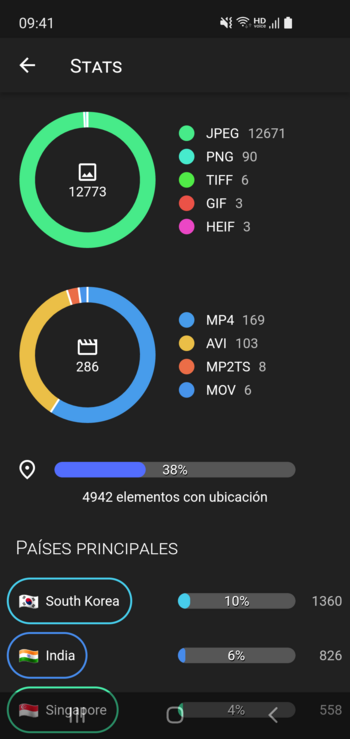 09:41
HD
VOICE
STATS
12773
JPEG 12671
PNG 90
TIFF 6
GIF 3
HEIF 3
286
MP4 169
AVI 103
MP2TS 8
MOV 6
38%
4942 elementos con ubicación
PAÍSES PRINCIPALES
South Korea 10% 1360
India 6% 826
Singapore 4% 558